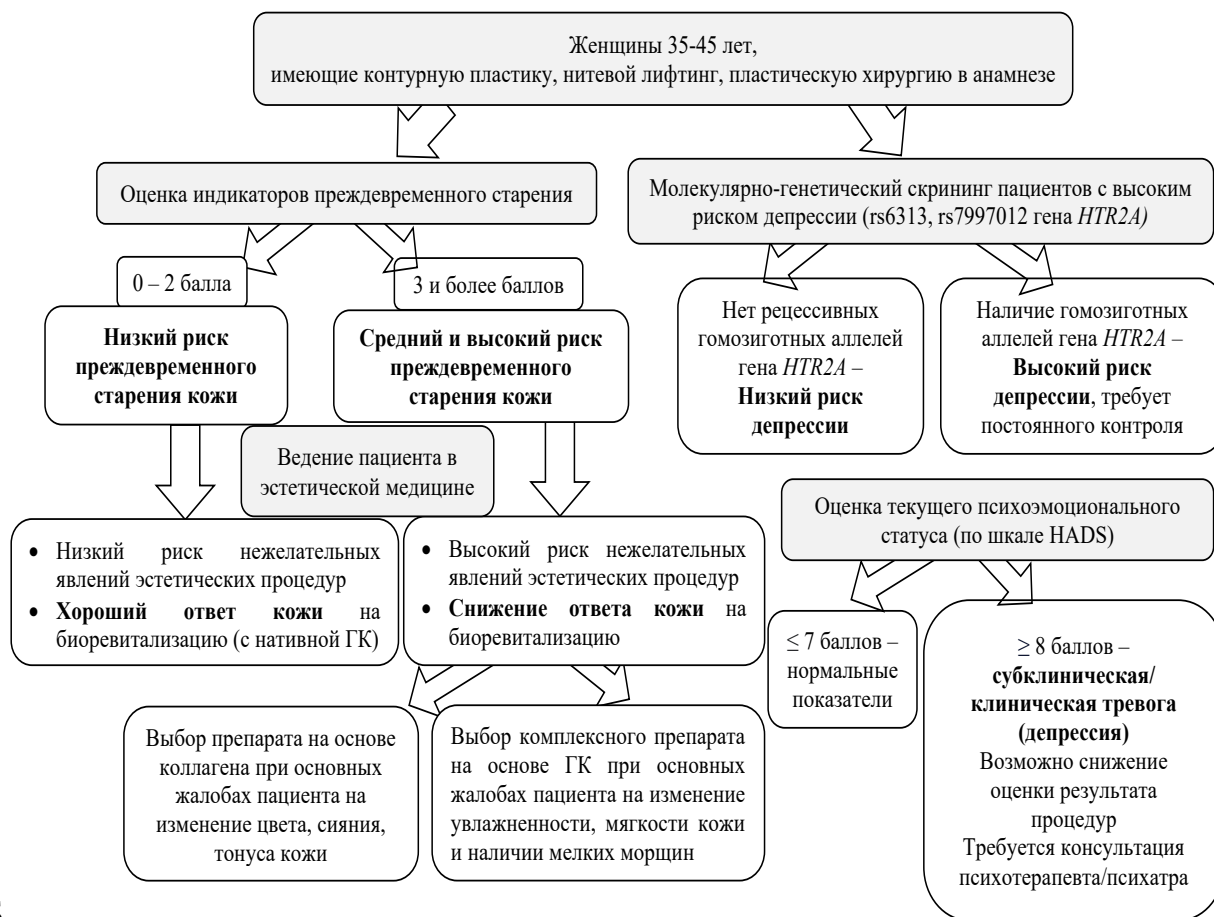 Женщины 35-45 лет,
имеющие контурную пластику, нитевой лифтинг, пластическую хирургию в анамнезе
Оценка индикаторов преждевременного старения
0 – 2 балла
3 и более баллов
Низкий риск
преждевременного
старения кожи
Средний и высокий риск
преждевременного
старения кожи
Молекулярно-генетический скрининг пациентов с высоким
риском депрессии (rs6313, rs7997012 гена HTR2A)
Нет рецессивных
гомозиготных аллелей
гена HTR2A –
Низкий риск
депрессии
Наличие гомозиготных
аллелей гена HTR2A –
Высокий риск
депрессии, требует
постоянного контроля
Ведение пациента в
эстетической медицине
• Низкий риск нежелательных
явлений эстетических процедур
• Хороший ответ кожи на
биоревитализацию (с нативной ГК)
• Высокий риск нежелательных
явлений эстетических процедур
• Снижение ответа кожи на
биоревитализацию
Выбор препарата на основе
коллагена при основных
жалобах пациента на
изменение цвета, сияния,
тонуса кожи
Выбор комплексного препарата
на основе ГК при основных
жалобах пациента на изменение
увлажненности, мягкости кожи
и наличии мелких морщин
Оценка текущего психоэмоционального
статуса (по шкале HADS)
≤ 7 баллов –
нормальные
показатели
≥ 8 баллов –
субклиническая/
клиническая тревога
(депрессия)
Возможно снижение
оценки результата
процедур
Требуется консультация
психотерапевта/психатра